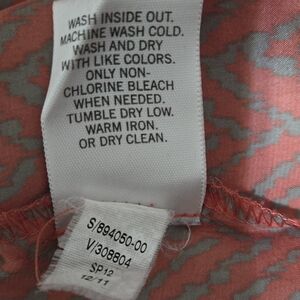 WASH INSIDE OUT.
MACHINE WASH COLD.
WASH AND DRY
WITH LIKE COLORS.
ONLY NON-
CHLORINE BLEACH
WHEN NEEDED.
TUMBLE DRY LOW.
WARM IRON.
OR DRY CLEAN.
S/894050-00
V/308804
SP12
12/11